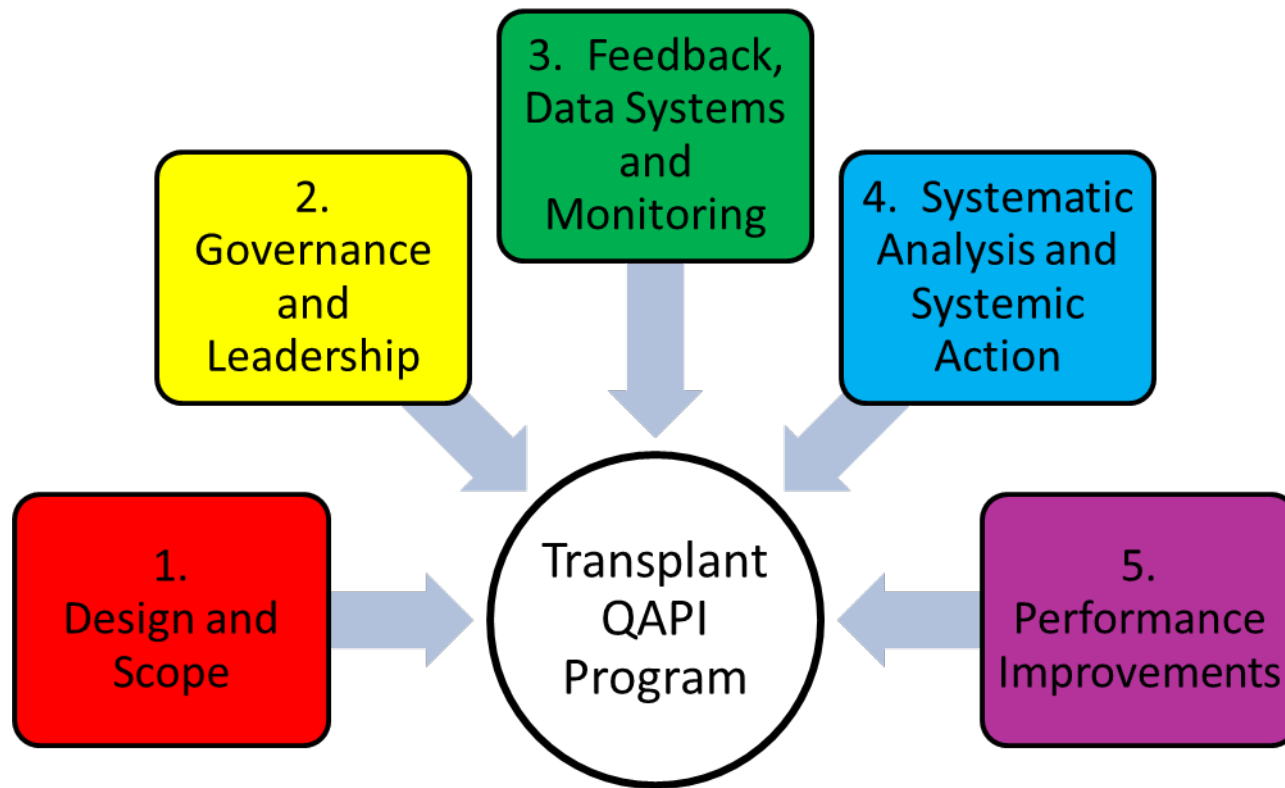 3. Feedback,
Data Systems
and
Monitoring
2.
Governance
and
Leadership
4. Systematic
Analysis and
Systemic
Action
1.
Design and
Scope
Transplant
QAPI
Program
5.
Performance
Improvements